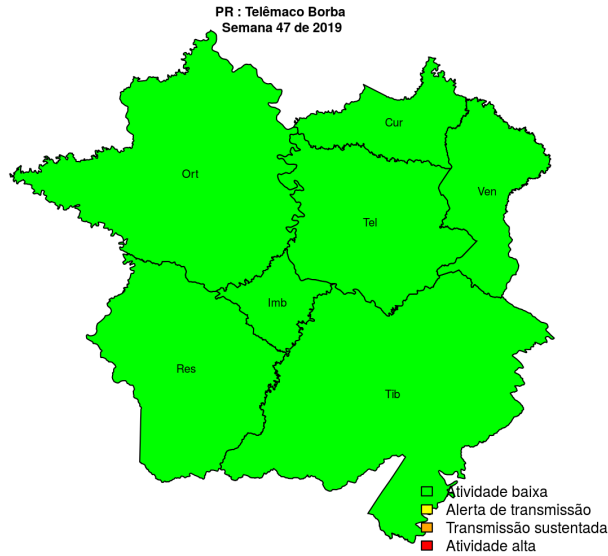 PR : Telêmaco Borba
Semana 47 de 2019
Cur
Ort
Ven
Tel
Imb
Res
Tib
Atividade baixa
Alerta de transmissão
Transmissão sustentada
Atividade alta